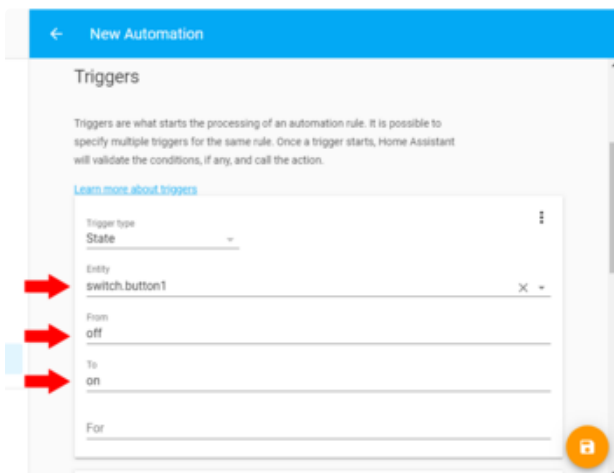 New Automation
Triggers
Triggers are what starts the processing of an automation rule. It is possible to
specify multiple triggers for the same rule. Once a trigger starts, Home Assistant
will validate the conditions, if any, and call the action.
Learn more about triggers
Trigger type
State
Entity
switch.button1
From
off
To
on
For